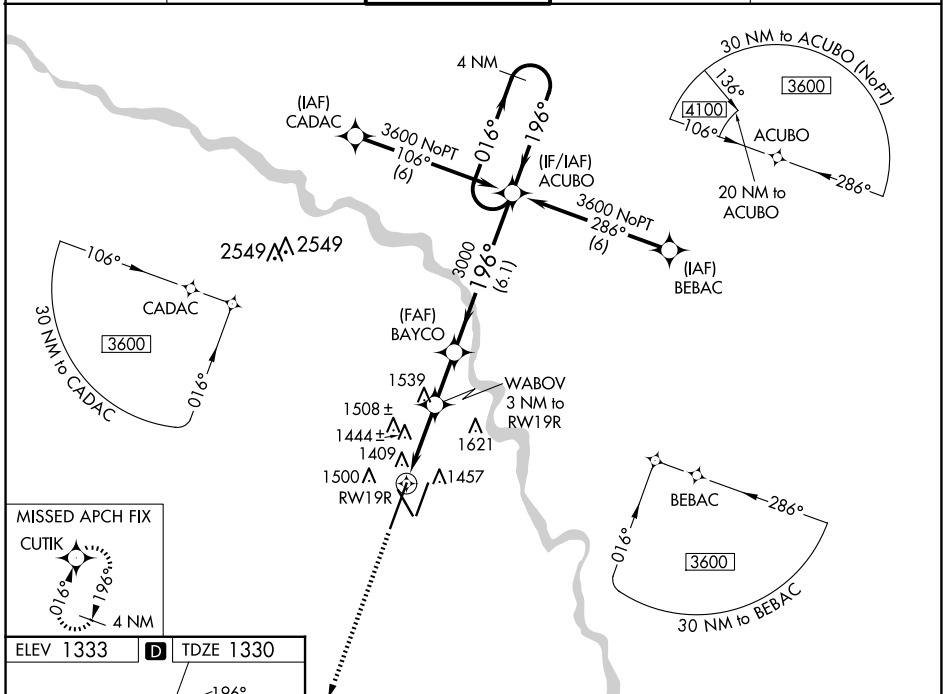 4 NM
30 NM to ACUBO (NoPT)
136°
3600
4100
106°
ACUBO
286°
20 NM to
ACUBO
(IAF)
CADAC
3600 NoPT
106°
(6)
016°
196°
(IF/IAF)
ACUBO
3600 NoPT
286°
(6)
(IAF)
BEBAC
2549
2549
3000
196°
(6.1)
106°
CADAC
3600
016°
30 NM to CADAC
(FAF)
BAYCO
1539
WABOV
3 NM to
RW19R
1508 ±
1444 ±
1621
1409
1500
1457
RW19R
BEBAC
286°
016°
3600
30 NM to BEBAC
MISSED APCH FIX
CUTIK
016°
196°
4 NM
ELEV 1333
D
TDZE 1330
196°